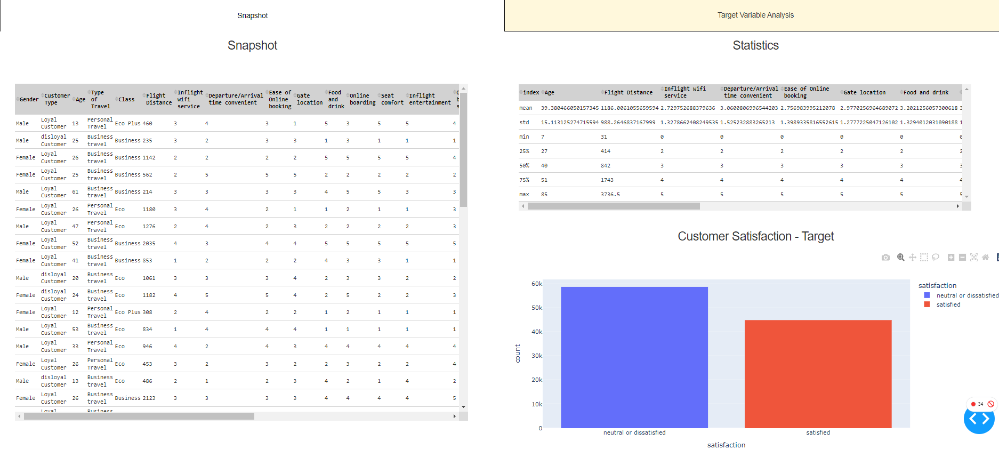 Snapshot
Target Variable Analysis
Snapshot
Gender Customer Type Age Type of Travel Class Flight Distance Inflight wifi service Departure/Arrival time convenient Ease of Online booking Gate location Food and drink Online boarding Seat comfort Inflight entertainment
Male Loyal Customer 13 Personal Travel Eco Plus 460 3 4 3 1 5 3 5 5 4
Male disloyal Customer 25 Business travel Business 235 3 2 3 3 1 3 1 1 1
Female Loyal Customer 26 Business travel Business 1142 2 2 2 2 5 5 5 5 4
Female Loyal Customer 25 Business travel Business 562 2 5 5 5 2 2 2 2 2
Male Loyal Customer 61 Business travel Business 214 3 3 3 3 4 5 5 3 3
Female Loyal Customer 26 Personal Travel Eco 1180 3 4 2 1 1 2 1 1 3
Male Loyal Customer 47 Personal Travel Eco 1276 2 4 2 3 2 2 2 2 3
Female Loyal Customer 52 Business travel Business 2035 4 3 4 4 5 5 5 5 5
Female Loyal Customer 41 Business travel Business 853 1 2 2 2 4 3 3 1 1
Male disloyal Customer 20 Business travel Eco 1061 3 3 3 4 2 3 3 2 2
Female disloyal Customer 24 Business travel Eco 1182 4 5 5 4 2 5 2 2 3
Female Loyal Customer 12 Personal Travel Eco Plus 308 2 4 2 2 1 2 1 1 1
Male Loyal Customer 53 Business travel Eco 834 1 4 4 4 1 1 1 1 1
Male Loyal Customer 33 Personal Travel Eco 946 4 2 4 3 4 4 4 4 4
Female Loyal Customer 26 Personal Travel Eco 453 3 2 3 2 2 3 2 2 4
Male disloyal Customer 13 Business travel Eco 486 2 1 2 3 4 2 1 4 2
Female Loyal Customer 26 Business travel Business 2123 3 3 3 3 4 4 4 4 5
Loyal Business
Statistics
index Age Flight Distance Inflight wifi service Departure/Arrival time convenient Ease of Online booking Gate location Food and drink
mean 39.380466050157345 1186.0061055659594 2.729752688379636 3.0600806996544203 2.756983995212078 2.9770256964689072 3.2021256057300618 3
std 15.113125274715594 988.2646837167999 1.3278662408249535 1.525232883265213 1.3989335816552615 1.2777225047126102 1.3294012031090188 1
min 7 31 0 0 0 0 0 0
25% 27 414 2 2 2 2 2 2
50% 40 842 3 3 3 3 3 3
75% 51 1743 4 4 4 4 4 4
max 85 3736.5 5 5 5 5 5 5
Customer Satisfaction - Target
60k
50k
40k
30k
20k
10k
0
count
neutral or dissatisfied
satisfied
satisfaction
satisfaction
neutral or dissatisfied
satisfied
34